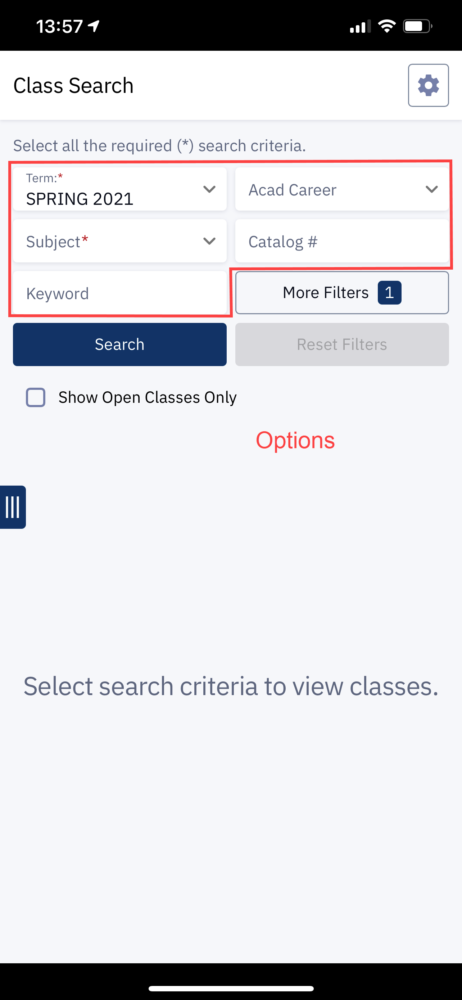 13:57
Class Search
Select all the required (*) search criteria.
Term:*
SPRING 2021
Acad Career
Subject*
Catalog #
Keyword
More Filters 1
Search
Reset Filters
Show Open Classes Only
Options
Select search criteria to view classes.